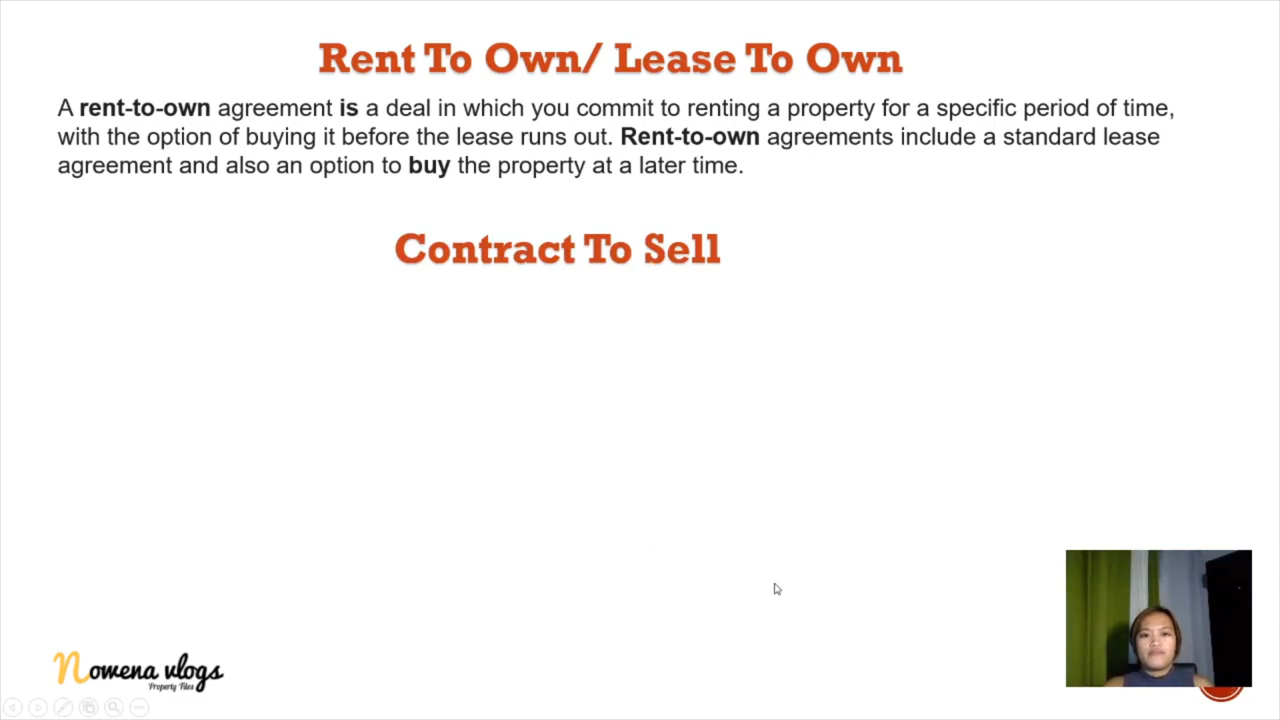 Rent To Own/ Lease To Own
A rent-to-own agreement is a deal in which you commit to renting a property for a specific period of time,
with the option of buying it before the lease runs out. Rent-to-own agreements include a standard lease
agreement and also an option to buy the property at a later time.
Contract To Sell
nowena vlogs
Property Files